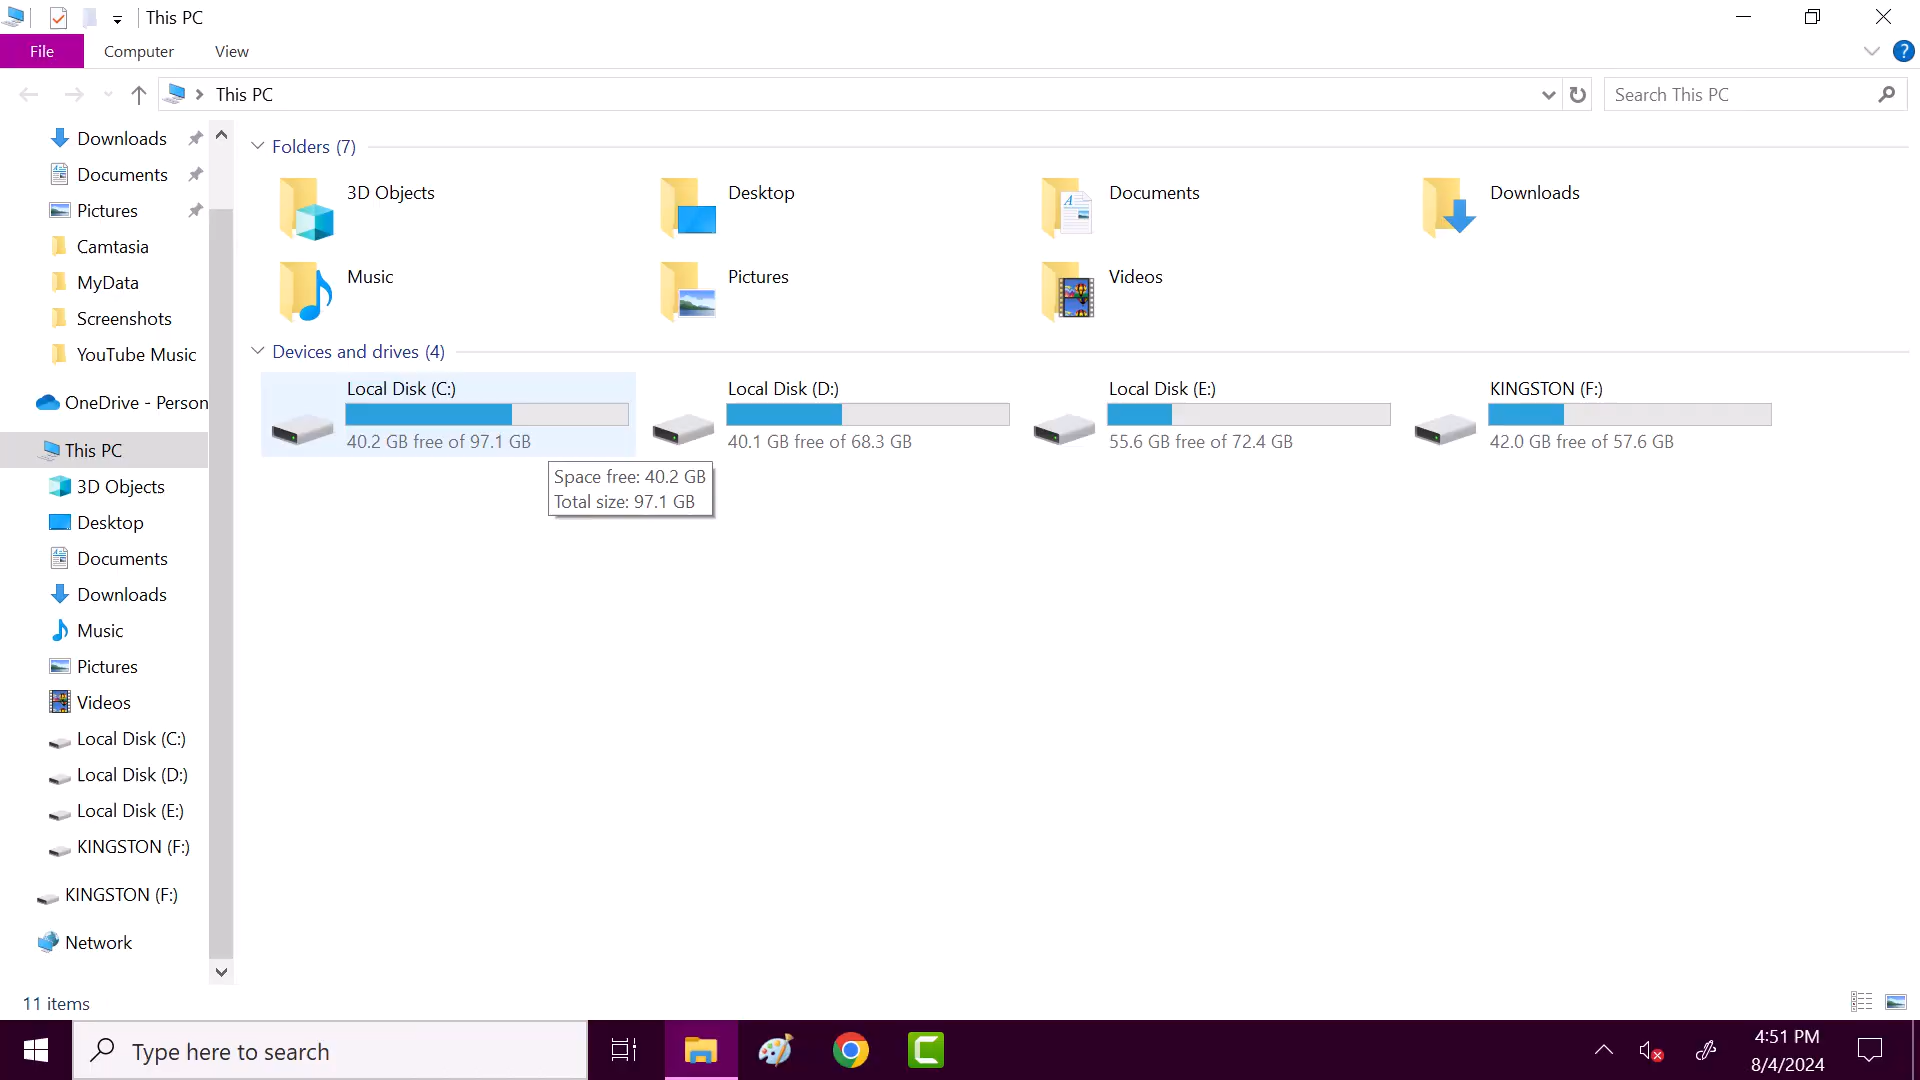 This PC
File
Computer
View
This PC
Search This PC
Downloads
Documents
Pictures
Camtasia
MyData
Screenshots
YouTube Music
OneDrive - Person
This PC
3D Objects
Desktop
Documents
Downloads
Music
Pictures
Videos
Local Disk (C:)
Local Disk (D:)
Local Disk (E:)
KINGSTON (F:)
KINGSTON (F:)
Network
Folders (7)
3D Objects
Desktop
Documents
Downloads
Music
Pictures
Videos
Devices and drives (4)
Local Disk (C:)
40.2 GB free of 97.1 GB
Local Disk (D:)
40.1 GB free of 68.3 GB
Local Disk (E:)
55.6 GB free of 72.4 GB
KINGSTON (F:)
42.0 GB free of 57.6 GB
Space free: 40.2 GB
Total size: 97.1 GB
11 items
Type here to search
4:51 PM
8/4/2024